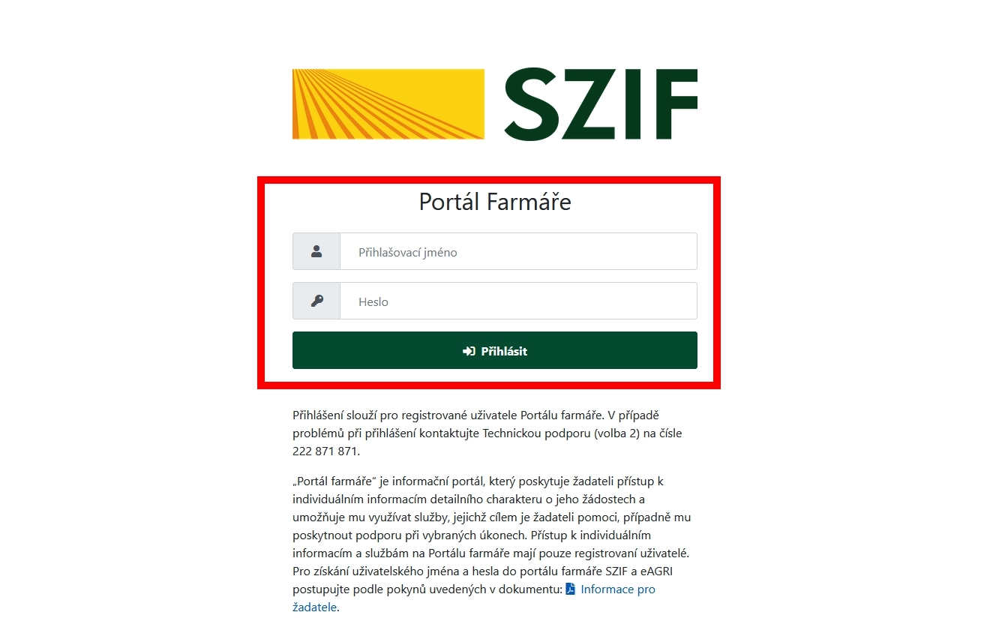 SZIF
Portál Farmáře
Přihlašovací jméno
Heslo
Přihlásit
Přihlášení slouží pro registrované uživatele Portálu farmáře. V případě
problémů při přihlášení kontaktujte Technickou podporu (volba 2) na čísle
222 871 871.
„Portál farmáře“ je informační portál, který poskytuje žadateli přístup k
individuálním informacím detailního charakteru o jeho žádostech a
umožňuje mu využívat služby, jejichž cílem je žadateli pomoci, případně mu
poskytnout podporu při vybraných úkonech. Přístup k individuálním
informacím a službám na Portálu farmáře mají pouze registrovaní uživatelé.
Pro získání uživatelského jména a hesla do portálu farmáře SZIF a eAGRI
postupujte podle pokynů uvedených v dokumentu: Informace pro
žadatele.